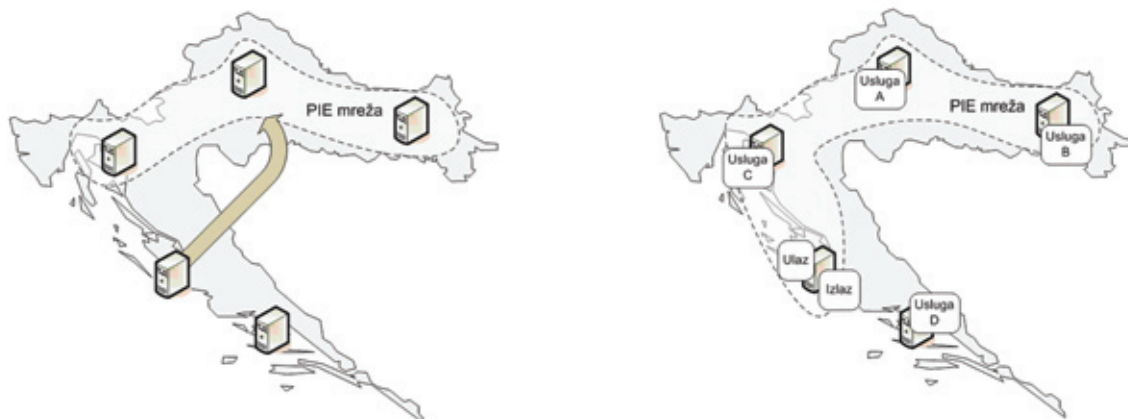 PIE mreža
Usluga
A
PIE mreža
Usluga
B
Usluga
C
Ulaz
Izlaz
Usluga
D